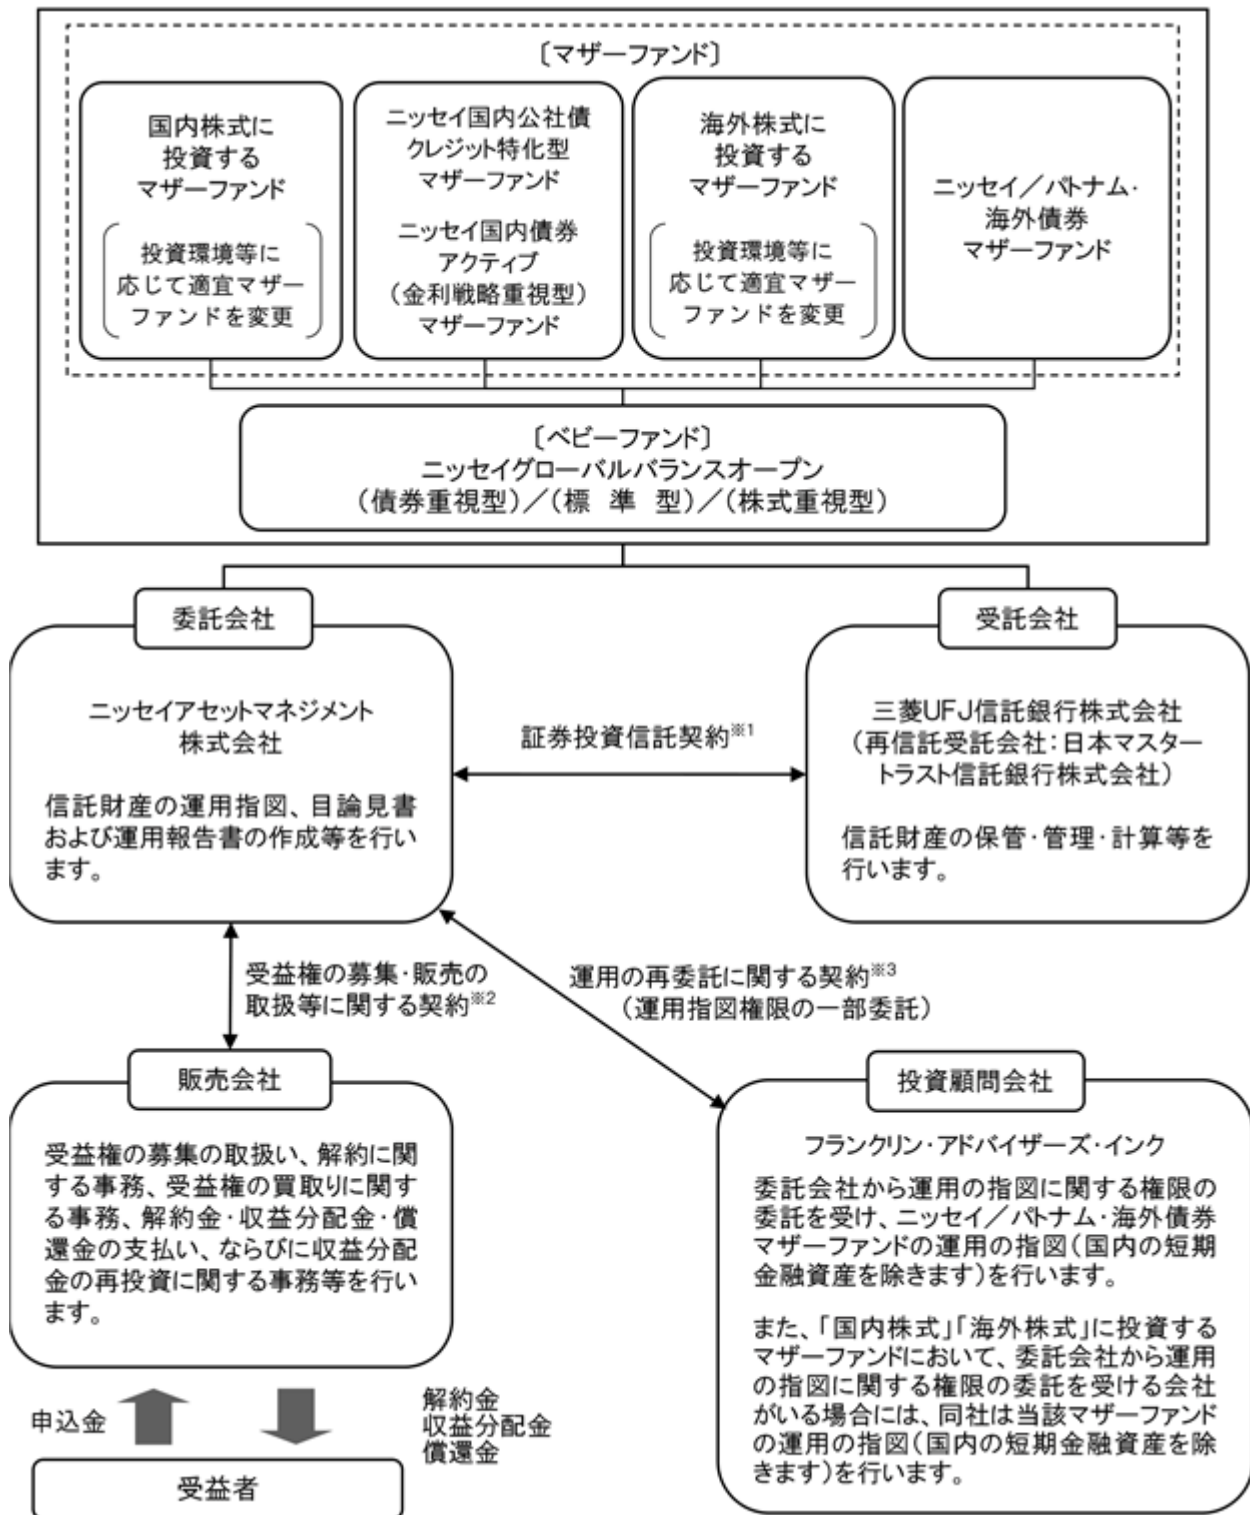 〔マザーファンド〕
国内株式に
投資する
マザーファンド
投資環境等に
応じて適宜マザー
ファンドを変更
ニッセイ国内公社債
クレジット特化型
マザーファンド
ニッセイ国内債券
アクティブ
（金利戦略重視型）
マザーファンド
海外株式に
投資する
マザーファンド
投資環境等に
応じて適宜マザー
ファンドを変更
ニッセイ／パトナム・
海外債券
マザーファンド
〔ベビーファンド〕
ニッセイグローバルバランスオープン
（債券重視型）／（標　準　型）／（株式重視型）
委託会社
ニッセイアセットマネジメント
株式会社
信託財産の運用指図、目論見書
および運用報告書の作成等を行い
ます。
証券投資信託契約※1
受託会社
三菱UFJ信託銀行株式会社
（再信託受託会社：日本マスター
トラスト信託銀行株式会社）
信託財産の保管・管理・計算等を
行います。
受益権の募集・販売の
取扱等に関する契約※2
運用の再委託に関する契約※3
（運用指図権限の一部委託）
販売会社
受益権の募集の取扱い、解約に関
する事務、受益権の買取りに関す
る事務、解約金・収益分配金・償
還金の支払い、ならびに収益分配
金の再投資に関する事務等を行い
ます。
投資顧問会社
フランクリン・アドバイザーズ・インク
委託会社から運用の指図に関する権限の
委託を受け、ニッセイ／パトナム・海外債券
マザーファンドの運用の指図（国内の短期
金融資産を除きます）を行います。
また、「国内株式」「海外株式」に投資する
マザーファンドにおいて、委託会社から運用
の指図に関する権限の委託を受ける会社
がいる場合には、同社は当該マザーファンド
の運用の指図（国内の短期金融資産を除
きます）を行います。
申込金
解約金
収益分配金
償還金
受益者